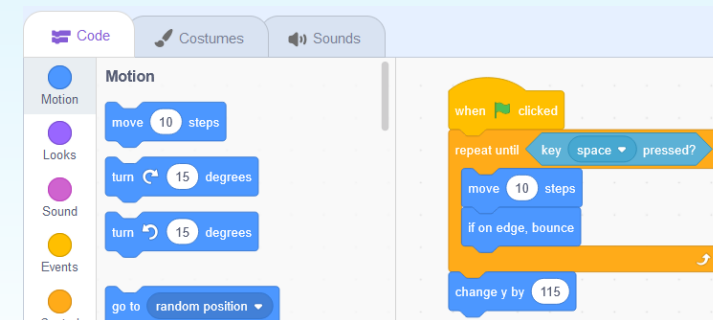 Code
Costumes
Sounds
Motion
Looks
Sound
Events
Motion
move 10 steps
turn 15 degrees
turn 15 degrees
go to random position
when clicked
repeat until key space pressed?
move 10 steps
if on edge, bounce
change y by 115